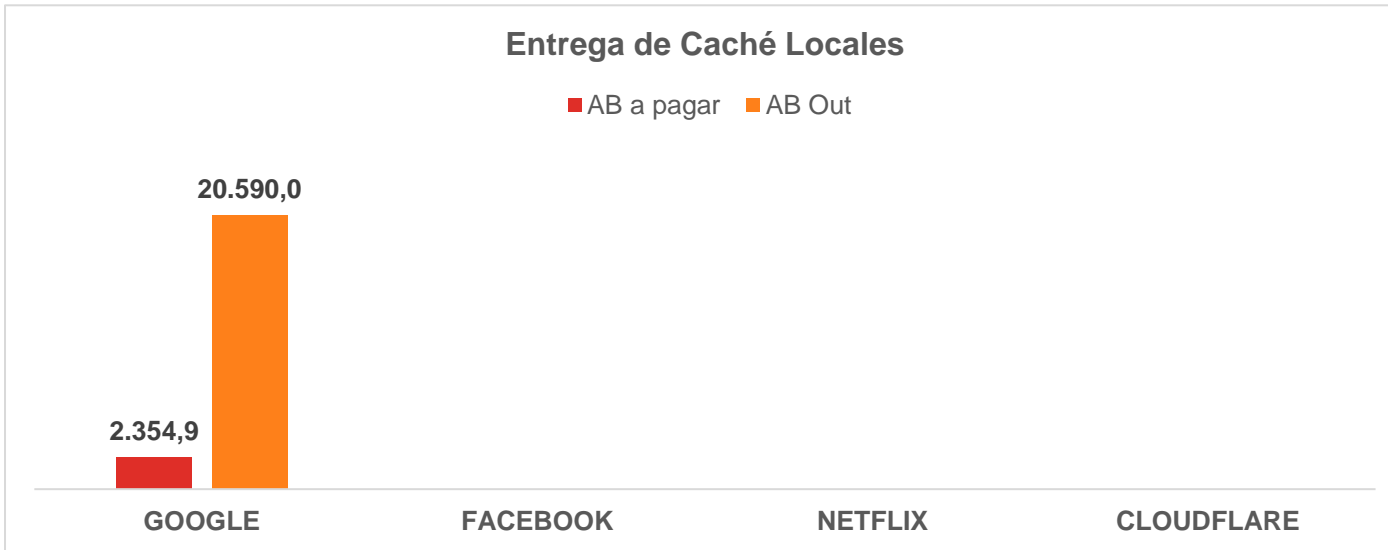 Entrega de Caché Locales
AB a pagar AB Out
20.590,0
2.354,9
GOOGLE FACEBOOK NETFLIX CLOUDFLARE